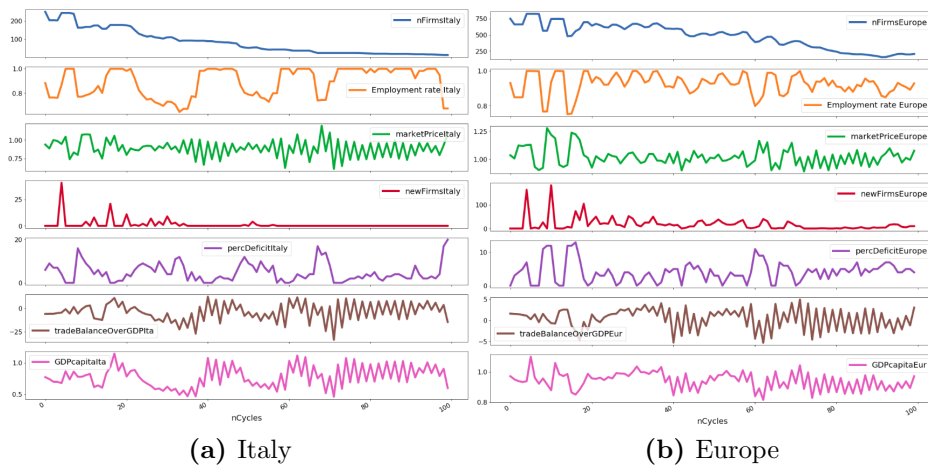 200
100
nFirmsItaly
1.0
0.8
Employment rate Italy
1.00
0.75
marketPriceItaly
25
0
newFirmsItaly
20
10
0
percDeficitItaly
0
−25
tradeBalanceOverGDPIta
1.0
0.5
GDPcapitaIta
0
20
40
60
80
100
nCycles
(a) Italy
750
500
250
nFirmsEurope
1.0
0.8
Employment rate Europe
1.25
1.00
marketPriceEurope
100
0
newFirmsEurope
10
0
percDeficitEurope
5
0
−5
tradeBalanceOverGDPEur
1.0
0.8
GDPcapitaEur
0
20
40
60
80
100
nCycles
(b) Europe